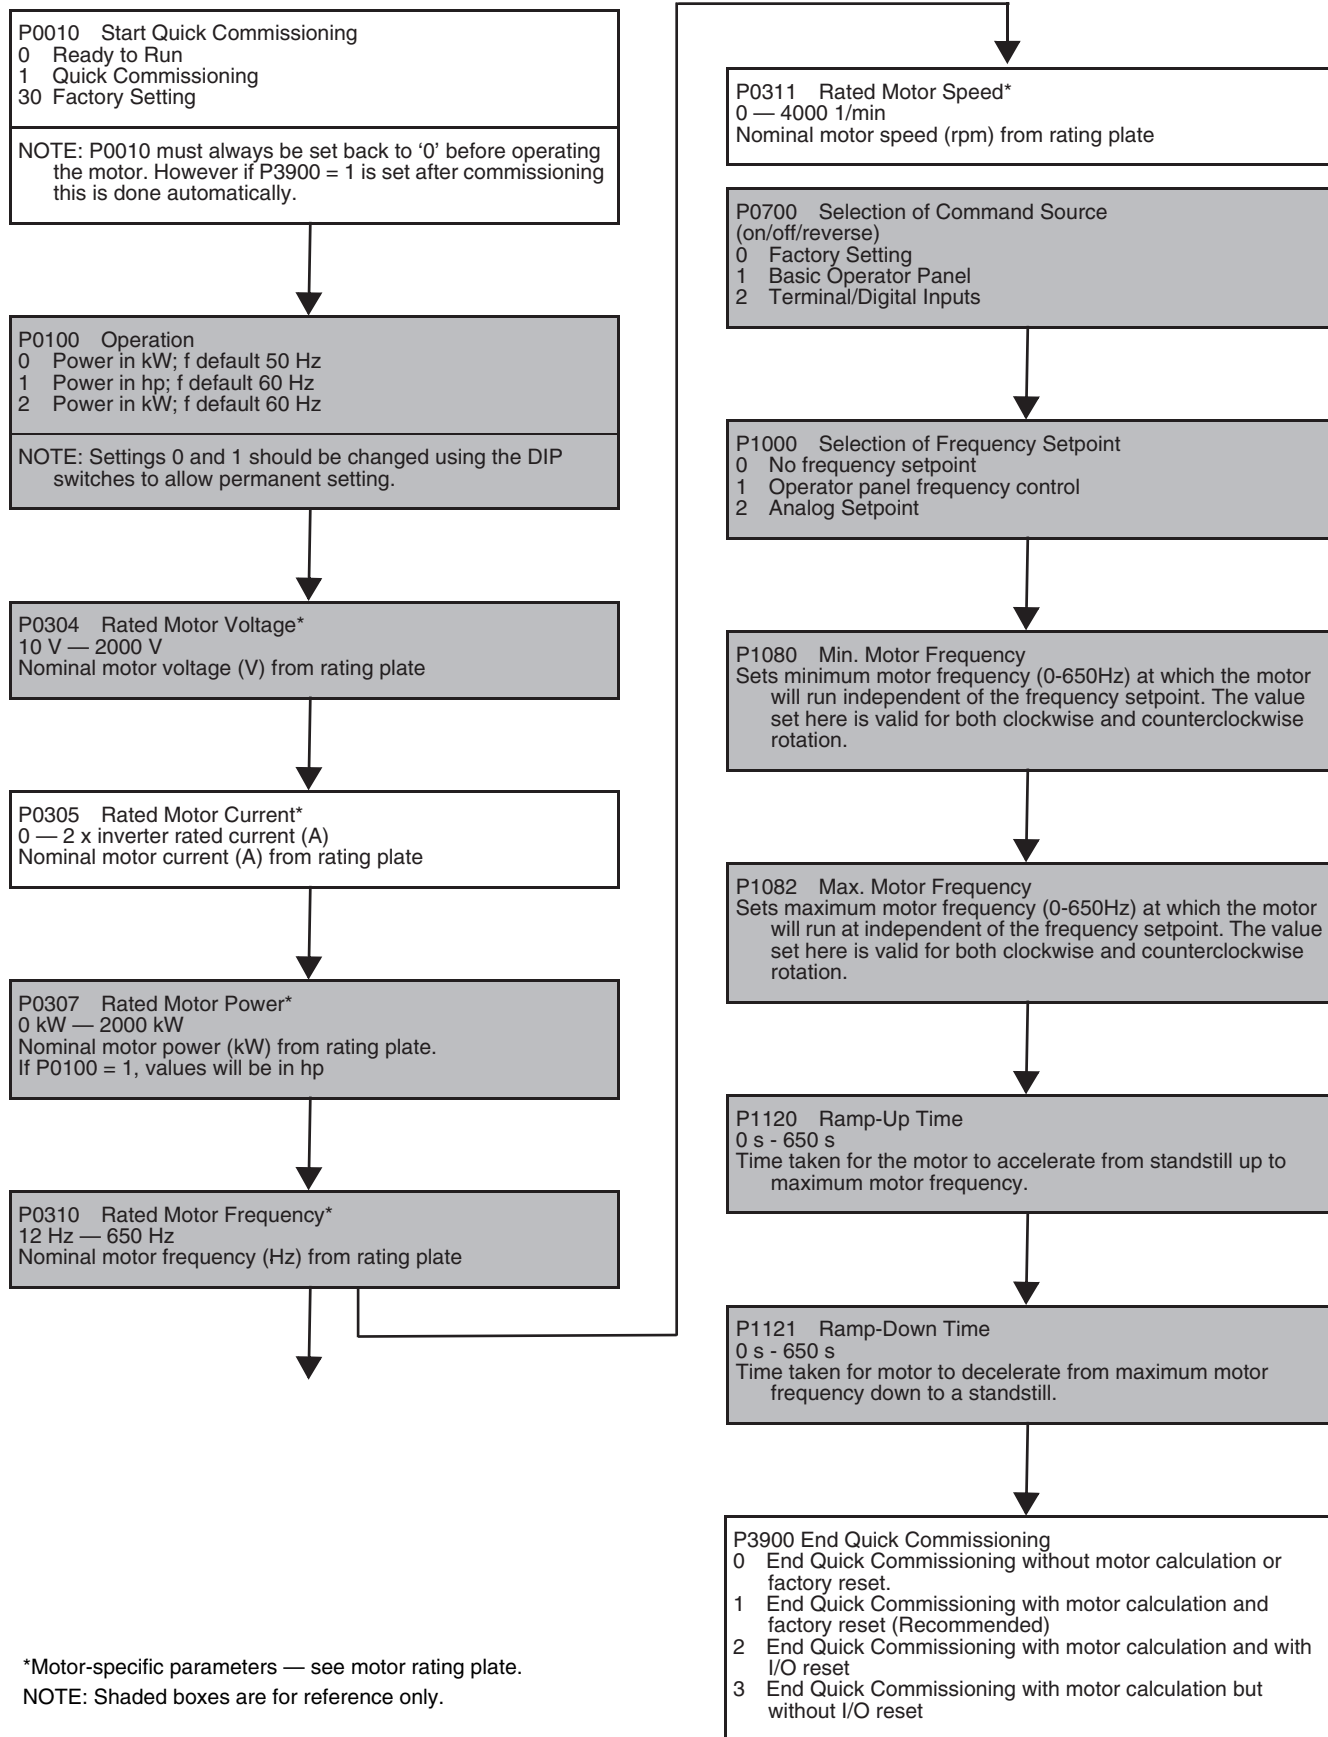 P0010 Start Quick Commissioning
0 Ready to Run
1 Quick Commissioning
30 Factory Setting
NOTE: P0010 must always be set back to ‘0’ before operating
the motor. However if P3900 = 1 is set after commissioning
this is done automatically.
P0100 Operation
0 Power in kW; f default 50 Hz
1 Power in hp; f default 60 Hz
2 Power in kW; f default 60 Hz
NOTE: Settings 0 and 1 should be changed using the DIP
switches to allow permanent setting.
P0304 Rated Motor Voltage*
10 V — 2000 V
Nominal motor voltage (V) from rating plate
P0305 Rated Motor Current*
0 — 2 x inverter rated current (A)
Nominal motor current (A) from rating plate
P0307 Rated Motor Power*
0 kW — 2000 kW
Nominal motor power (kW) from rating plate.
If P0100 = 1, values will be in hp
P0310 Rated Motor Frequency*
12 Hz — 650 Hz
Nominal motor frequency (Hz) from rating plate
P0311 Rated Motor Speed*
0 — 4000 1/min
Nominal motor speed (rpm) from rating plate
P0700 Selection of Command Source
(on/off/reverse)
0 Factory Setting
1 Basic Operator Panel
2 Terminal/Digital Inputs
P1000 Selection of Frequency Setpoint
0 No frequency setpoint
1 Operator panel frequency control
2 Analog Setpoint
P1080 Min. Motor Frequency
Sets minimum motor frequency (0-650Hz) at which the motor
will run independent of the frequency setpoint. The value
set here is valid for both clockwise and counterclockwise
rotation.
P1082 Max. Motor Frequency
Sets maximum motor frequency (0-650Hz) at which the motor
will run at independent of the frequency setpoint. The value
set here is valid for both clockwise and counterclockwise
rotation.
P1120 Ramp-Up Time
0 s - 650 s
Time taken for the motor to accelerate from standstill up to
maximum motor frequency.
P1121 Ramp-Down Time
0 s - 650 s
Time taken for motor to decelerate from maximum motor
frequency down to a standstill.
P3900 End Quick Commissioning
0 End Quick Commissioning without motor calculation or
factory reset.
1 End Quick Commissioning with motor calculation and
factory reset (Recommended)
2 End Quick Commissioning with motor calculation and with
I/O reset
3 End Quick Commissioning with motor calculation but
without I/O reset
*Motor-specific parameters — see motor rating plate.
NOTE: Shaded boxes are for reference only.